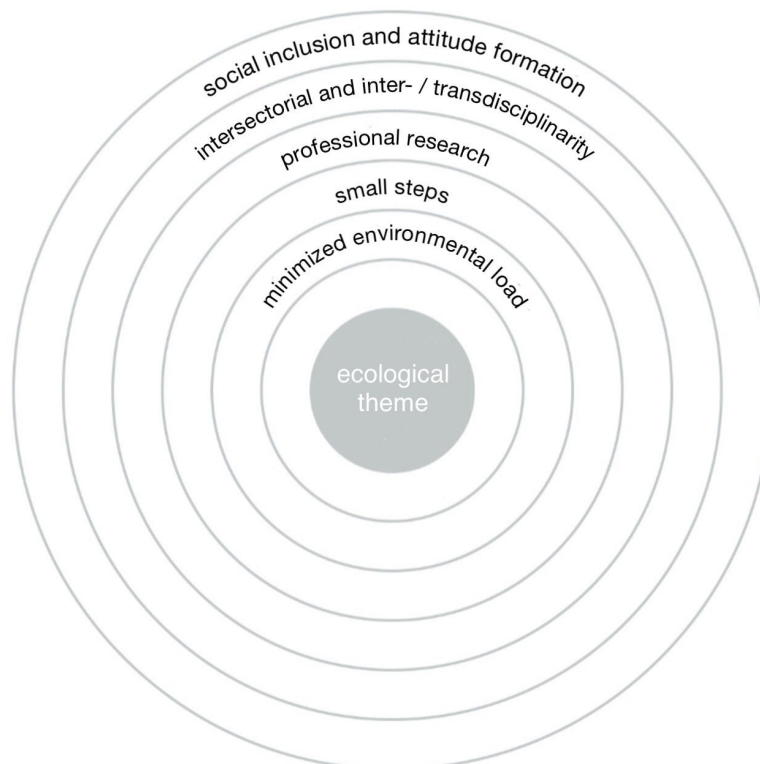 social inclusion and attitude formation
intersectorial and inter- / transdisciplinarity
professional research
small steps
minimized environmental load
ecological
theme